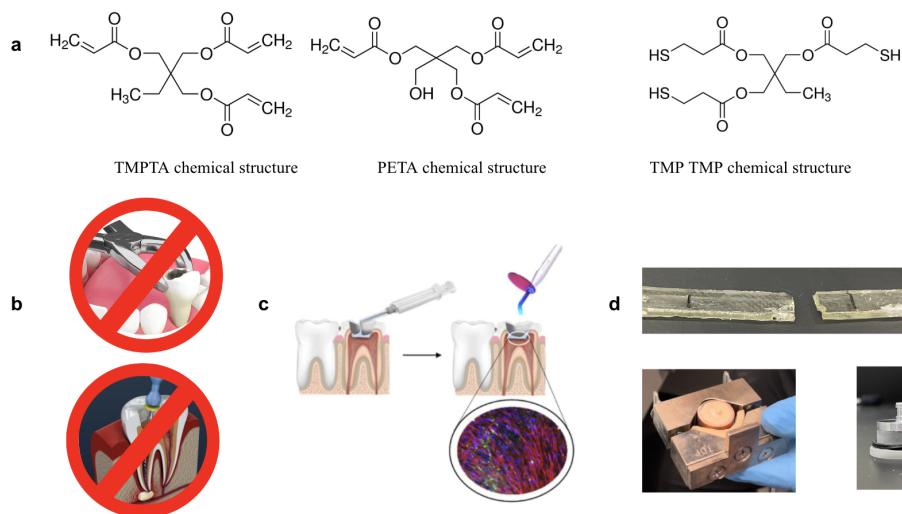 a
H₂C O O O O CH₂
H₃C O O CH₂
H₂C O O O O CH₂
OH O O CH₂
HS O O O O SH
HS O O CH₃
TMPTA chemical structure PETA chemical structure TMP TMP chemical structure
b c d